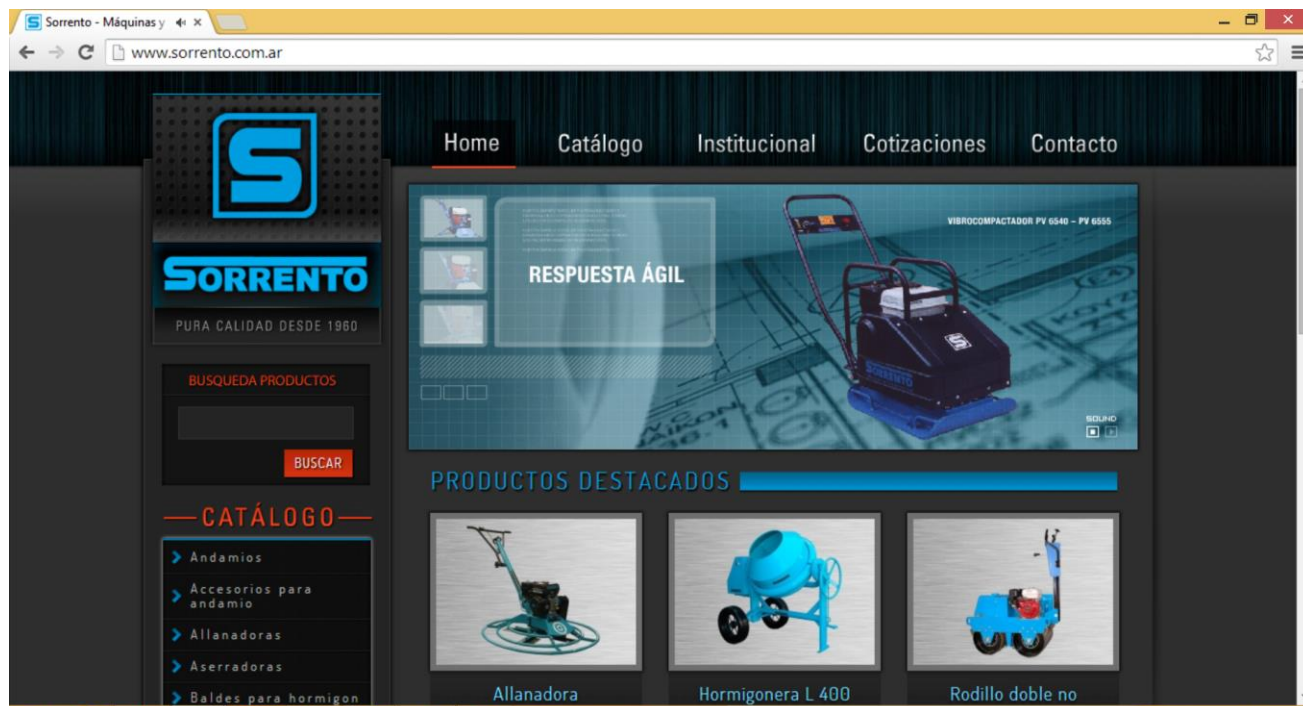 Sorrento - Máquinas y
www.sorrento.com.ar
S
SORRENTO
PURA CALIDAD DESDE 1960
Home
Catálogo
Institucional
Cotizaciones
Contacto
VIBROCOMPACTADOR PV 6540 – PV 6555
RESPUESTA ÁGIL
SORRENTO
SOUND
BUSQUEDA PRODUCTOS
BUSCAR
CATÁLOGO
Andamios
Accesorios para
andamio
Allanadoras
Aserradoras
Baldes para hormigon
PRODUCTOS DESTACADOS
Allanadora
Hormigonera L 400
Rodillo doble no